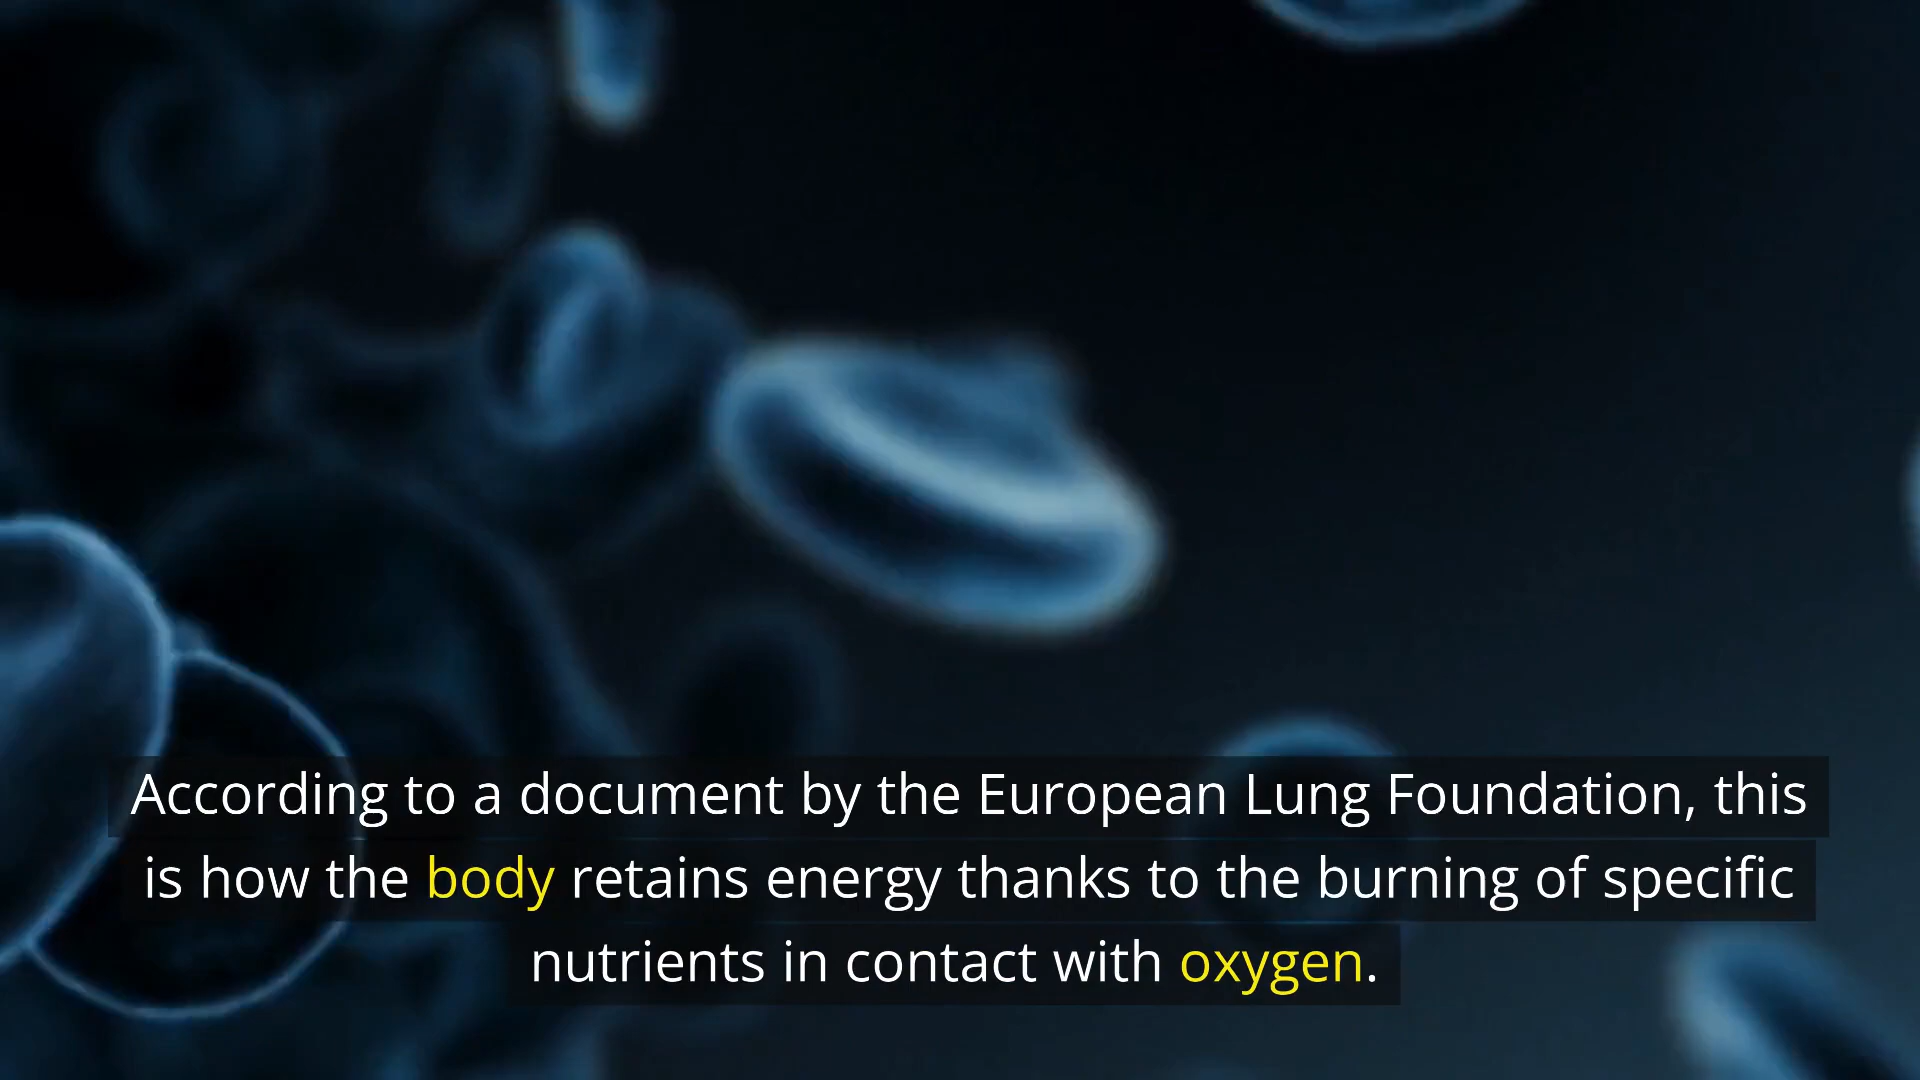 According to a document by the European Lung Foundation, this
is how the body retains energy thanks to the burning of specific
nutrients in contact with oxygen.